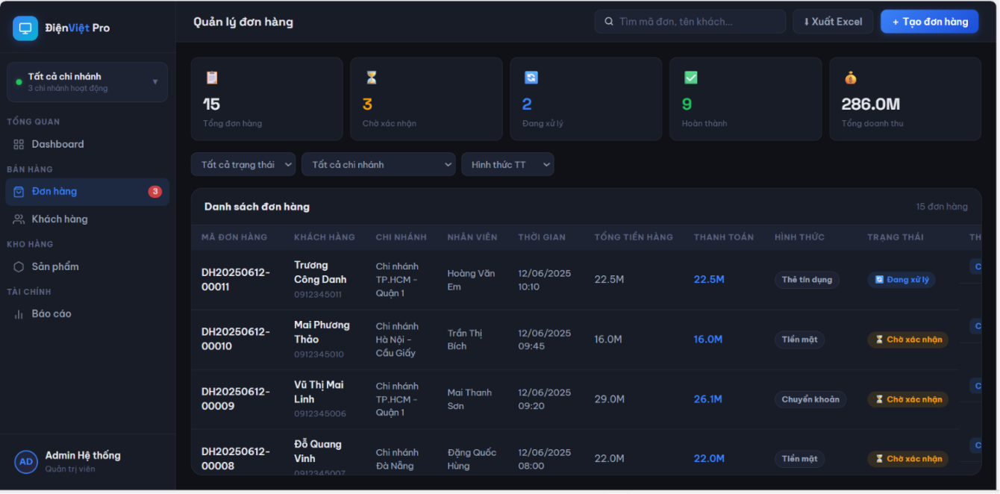 ĐiệnViệt Pro
Tất cả chi nhánh
3 chi nhánh hoạt động
TỔNG QUAN
Dashboard
BÁN HÀNG
Đơn hàng
3
Khách hàng
KHO HÀNG
Sản phẩm
TÀI CHÍNH
Báo cáo
AD
Admin Hệ thống
Quản trị viên
Quản lý đơn hàng
Tìm mã đơn, tên khách...
⬇ Xuất Excel
+ Tạo đơn hàng
15
Tổng đơn hàng
3
Chờ xác nhận
2
Đang xử lý
9
Hoàn thành
286.0M
Tổng doanh thu
Tất cả trạng thái
Tất cả chi nhánh
Hình thức TT
Danh sách đơn hàng
15 đơn hàng
MÃ ĐƠN HÀNG KHÁCH HÀNG CHI NHÁNH NHÂN VIÊN THỜI GIAN TỔNG TIỀN HÀNG THANH TOÁN HÌNH THỨC TRẠNG THÁI TH
DH20250612-
00011
Trương
Công Danh
0912345011
Chi nhánh
TP.HCM -
Quận 1
Hoàng Văn
Em
12/06/2025
10:10
22.5M
22.5M
Thẻ tín dụng
Đang xử lý
C
DH20250612-
00010
Mai Phương
Thảo
0912345010
Chi nhánh
Hà Nội -
Cầu Giấy
Trần Thị
Bích
12/06/2025
09:45
16.0M
16.0M
Tiền mặt
Chờ xác nhận
C
DH20250612-
00009
Vũ Thị Mai
Linh
0912345006
Chi nhánh
TP.HCM -
Quận 1
Mai Thanh
Sơn
12/06/2025
09:20
29.0M
26.1M
Chuyển khoản
Chờ xác nhận
C
DH20250612-
00008
Đỗ Quang
Vinh
0912345007
Chi nhánh
Đà Nẵng
Đặng Quốc
Hùng
12/06/2025
08:00
22.0M
22.0M
Tiền mặt
Chờ xác nhận
C